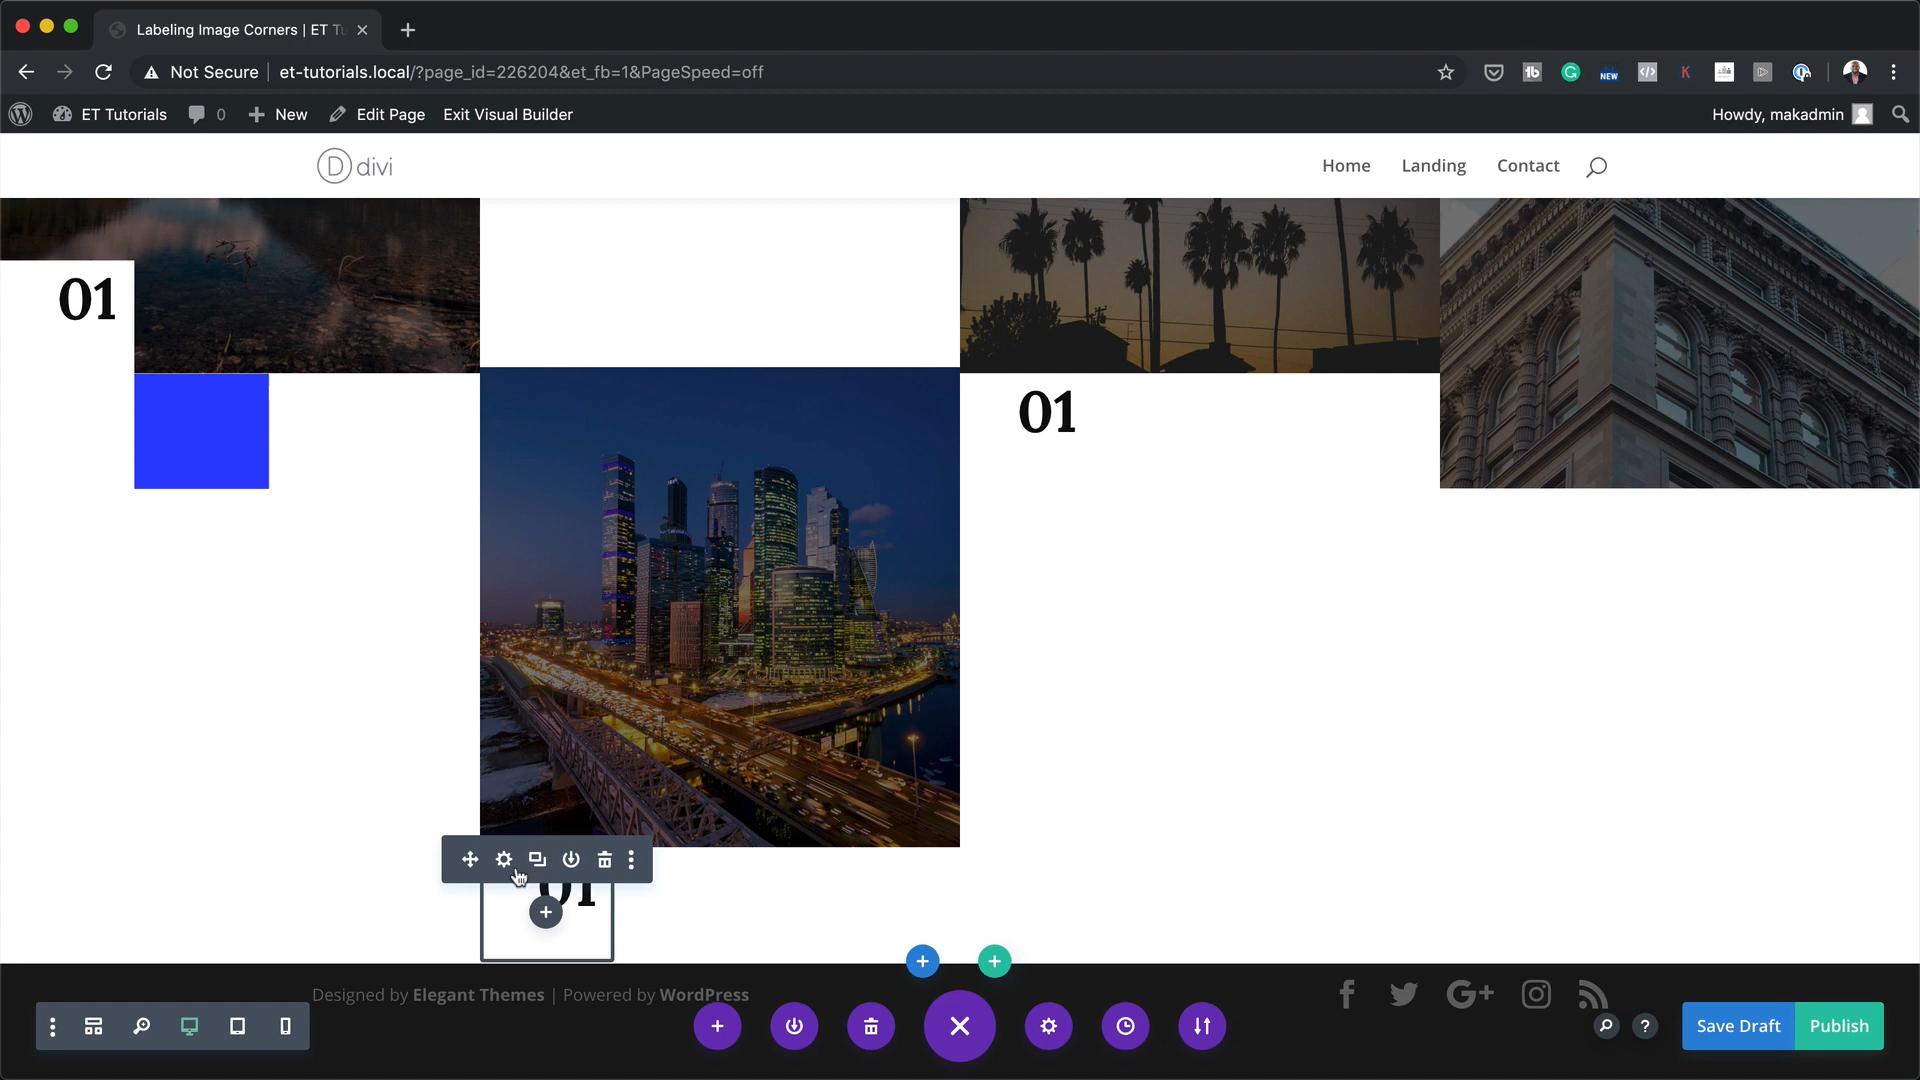 Labeling Image Corners | ET Tu
Not Secure | et-tutorials.local/?page_id=226204&et_fb=1&PageSpeed=off
NEW
ET Tutorials 0 New Edit Page Exit Visual Builder Howdy, makadmin
D divi Home Landing Contact
01
01
01
Designed by Elegant Themes | Powered by WordPress
Save Draft Publish